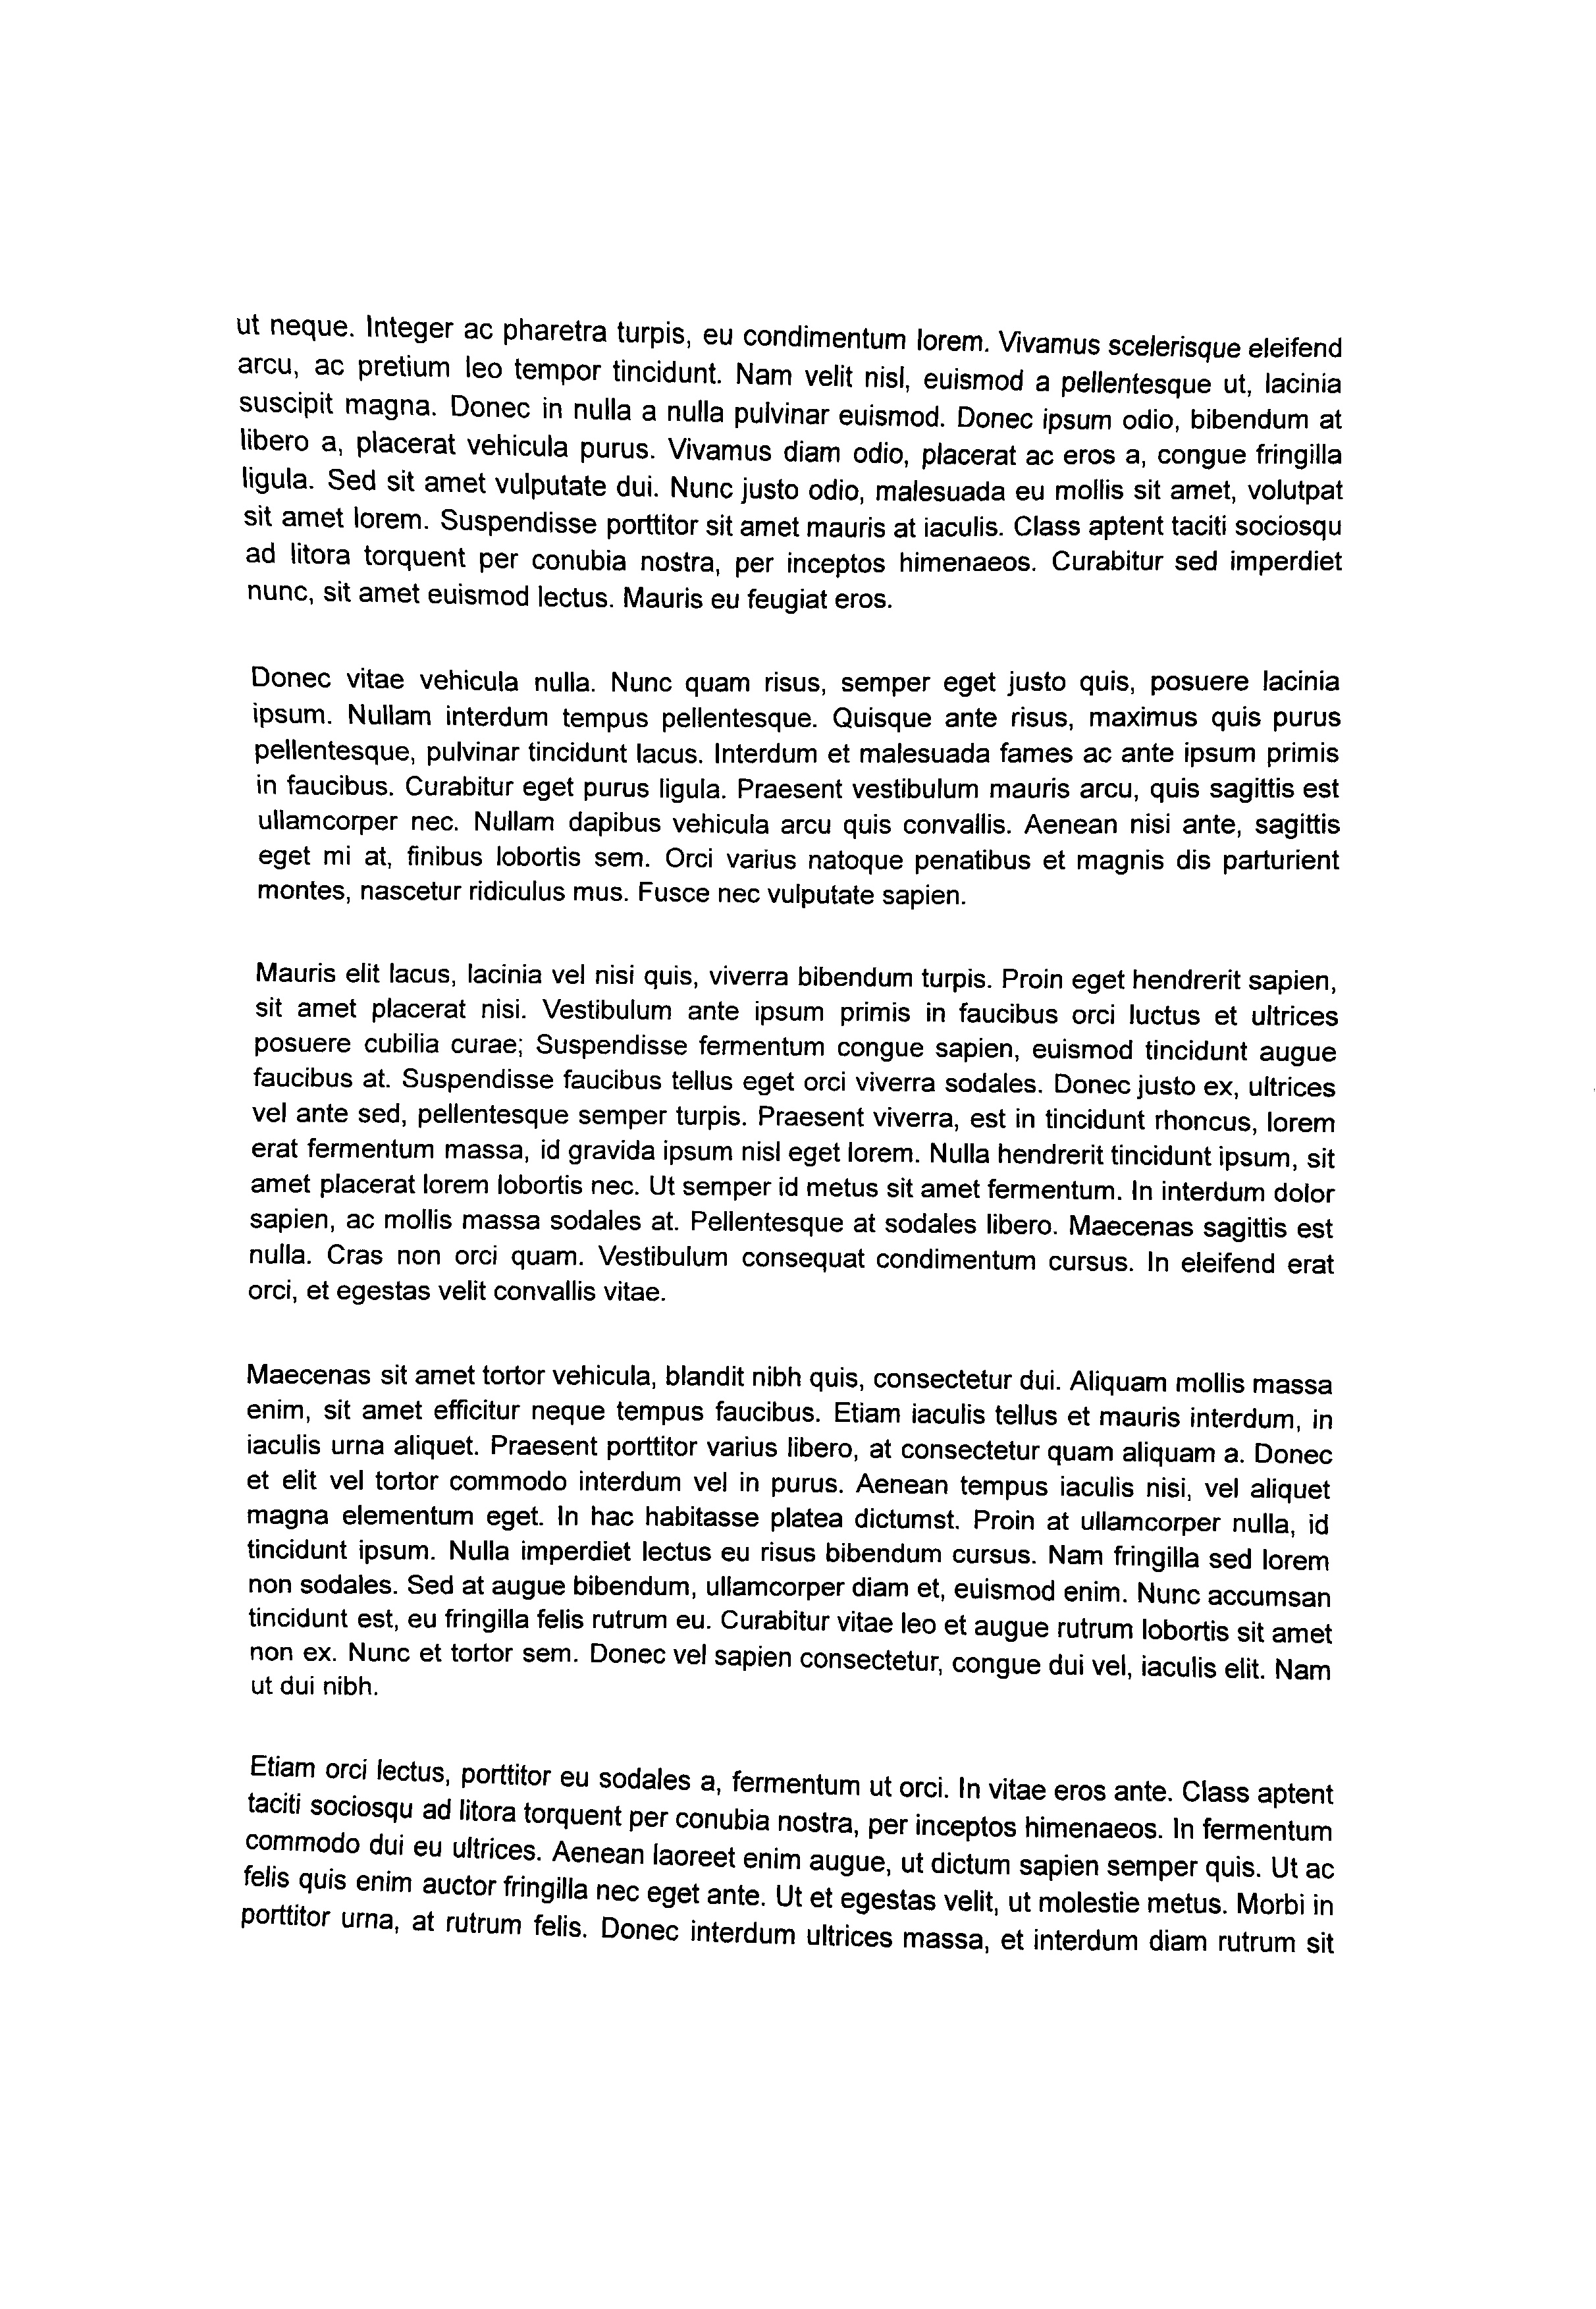 ut neque. Integer ac pharetra turpis, eu condimentum lorem. Vivamus scelerisque eleifend
arcu, ac pretium leo tempor tincidunt. Nam velit nisl, euismod a pellentesque ut, lacinia
suscipit magna. Donec in nulla a nulla pulvinar euismod. Donec ipsum odio, bibendum at
libero a, placerat vehicula purus. Vivamus diam odio, placerat ac eros a, congue fringilla
ligula. Sed sit amet vulputate dui. Nunc justo odio, malesuada eu mollis sit amet, volutpat
sit amet lorem. Suspendisse porttitor sit amet mauris at iaculis. Class aptent taciti sociosqu
ad litora torquent per conubia nostra, per inceptos himenaeos. Curabitur sed imperdiet
nunc, sit amet euismod lectus. Mauris eu feugiat eros.
Donec vitae vehicula nulla. Nunc quam risus, semper eget justo quis, posuere lacinia
ipsum. Nullam interdum tempus pellentesque. Quisque ante risus, maximus quis purus
pellentesque, pulvinar tincidunt lacus. Interdum et malesuada fames ac ante ipsum primis
in faucibus. Curabitur eget purus ligula. Praesent vestibulum mauris arcu, quis sagittis est
ullamcorper nec. Nullam dapibus vehicula arcu quis convallis. Aenean nisi ante, sagittis
eget mi at, finibus lobortis sem. Orci varius natoque penatibus et magnis dis parturient
montes, nascetur ridiculus mus. Fusce nec vulputate sapien.
Mauris elit lacus, lacinia vel nisi quis, viverra bibendum turpis. Proin eget hendrerit sapien,
sit amet placerat nisi. Vestibulum ante ipsum primis in faucibus orci luctus et ultrices
posuere cubilia curae; Suspendisse fermentum congue sapien, euismod tincidunt augue
faucibus at. Suspendisse faucibus tellus eget orci viverra sodales. Donec justo ex, ultrices
vel ante sed, pellentesque semper turpis. Praesent viverra, est in tincidunt rhoncus, lorem
erat fermentum massa, id gravida ipsum nisl eget lorem. Nulla hendrerit tincidunt ipsum, sit
amet placerat lorem lobortis nec. Ut semper id metus sit amet fermentum. In interdum dolor
sapien, ac mollis massa sodales at. Pellentesque at sodales libero. Maecenas sagittis est
nulla. Cras non orci quam. Vestibulum consequat condimentum cursus. In eleifend erat
orci, et egestas velit convallis vitae.
Maecenas sit amet tortor vehicula, blandit nibh quis, consectetur dui. Aliquam mollis massa
enim, sit amet efficitur neque tempus faucibus. Etiam iaculis tellus et mauris interdum, in
iaculis urna aliquet. Praesent porttitor varius libero, at consectetur quam aliquam a. Donec
et elit vel tortor commodo interdum vel in purus. Aenean tempus iaculis nisi, vel aliquet
magna elementum eget. In hac habitasse platea dictumst. Proin at ullamcorper nulla, id
tincidunt ipsum. Nulla imperdiet lectus eu risus bibendum cursus. Nam fringilla sed lorem
non sodales. Sed at augue bibendum, ullamcorper diam et, euismod enim. Nunc accumsan
tincidunt est, eu fringilla felis rutrum eu. Curabitur vitae leo et augue rutrum lobortis sit amet
non ex. Nunc et tortor sem. Donec vel sapien consectetur, congue dui vel, iaculis elit. Nam
ut dui nibh.
Etiam orci lectus, porttitor eu sodales a, fermentum ut orci. In vitae eros ante. Class aptent
taciti sociosqu ad litora torquent per conubia nostra, per inceptos himenaeos. In fermentum
commodo dui eu ultrices. Aenean laoreet enim augue, ut dictum sapien semper quis. Ut ac
felis quis enim auctor fringilla nec eget ante. Ut et egestas velit, ut molestie metus. Morbi in
porttitor urna, at rutrum felis. Donec interdum ultrices massa, et interdum diam rutrum sit